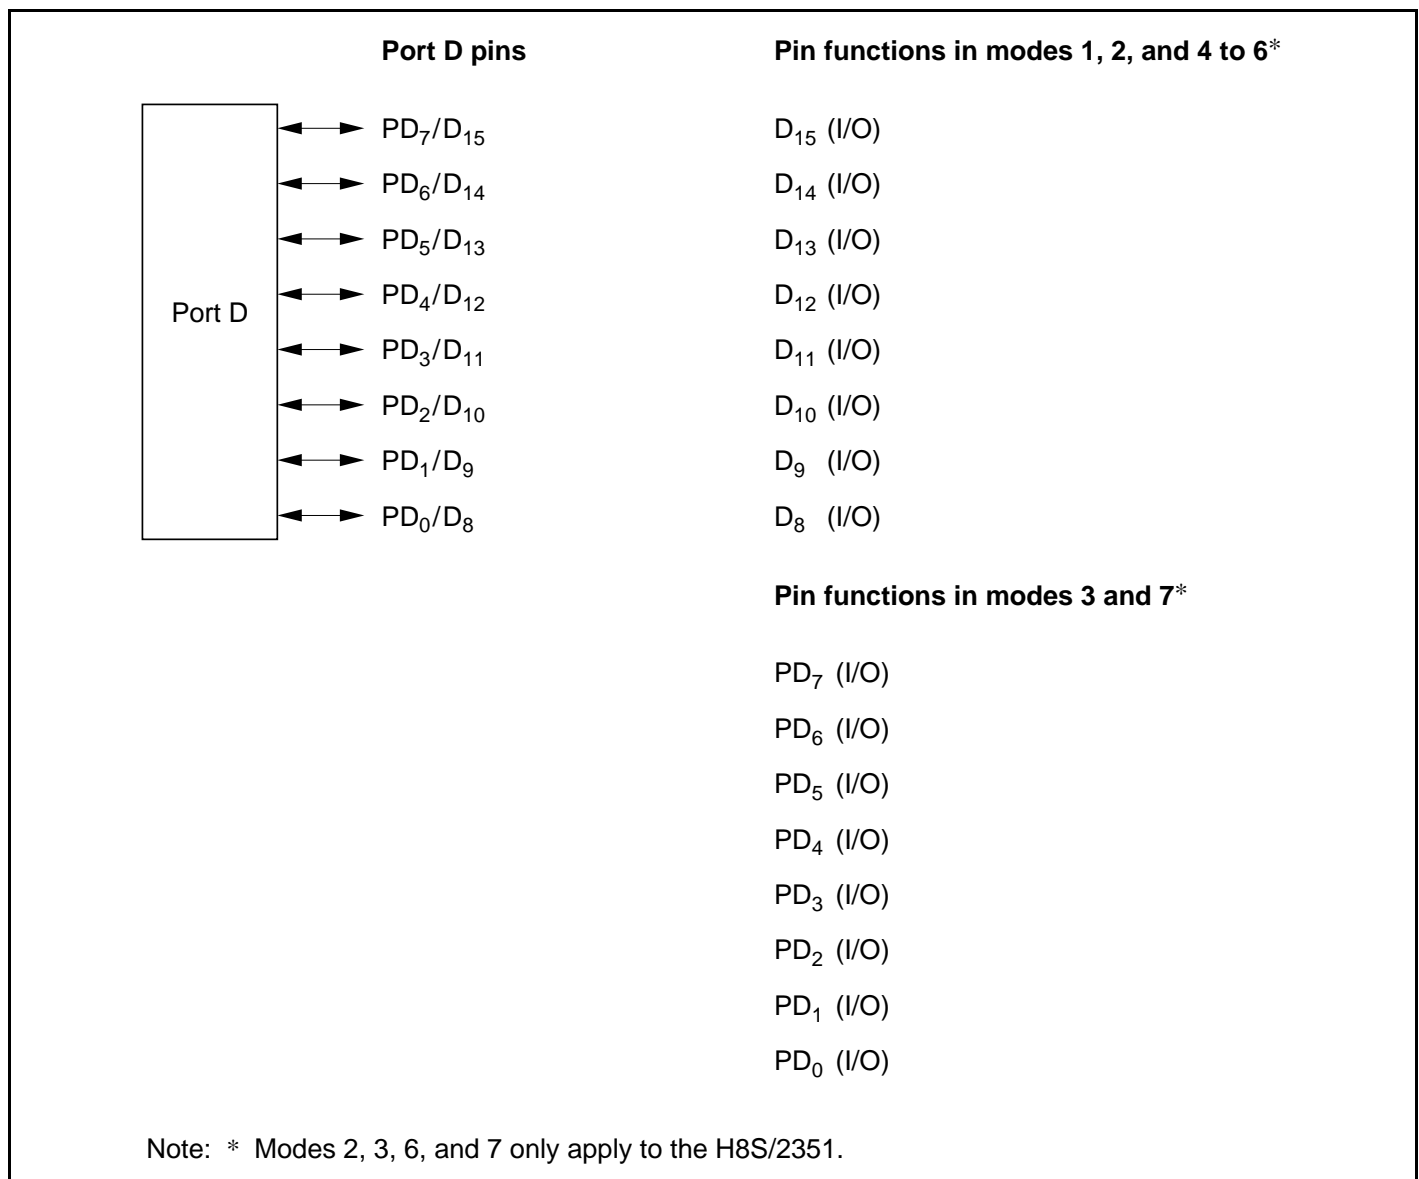 Port D pins Pin functions in modes 1, 2, and 4 to 6*
PD7/D15 D15 (I/O)
PD6/D14 D14 (I/O)
PD5/D13 D13 (I/O)
PD4/D12 D12 (I/O)
Port D
PD3/D11 D11 (I/O)
PD2/D10 D10 (I/O)
PD1/D9 D9 (I/O)
PD0/D8 D8 (I/O)
Pin functions in modes 3 and 7*
PD7 (I/O)
PD6 (I/O)
PD5 (I/O)
PD4 (I/O)
PD3 (I/O)
PD2 (I/O)
PD1 (I/O)
PD0 (I/O)
Note: * Modes 2, 3, 6, and 7 only apply to the H8S/2351.